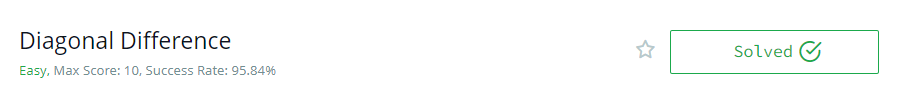 Diagonal Difference
Easy, Max Score: 10, Success Rate: 95.84%
Solved